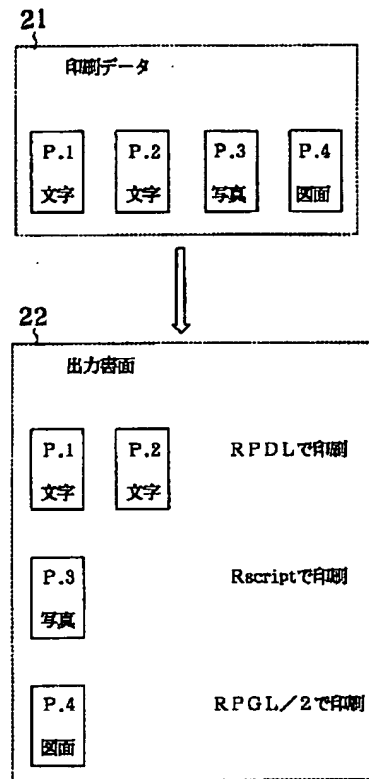 21
印刷データ
P.1 P.2 P.3 P.4
文字 文字 写真 図面
22
出力書面
P.1 P.2 RPDLで印刷
文字 文字
P.3 Rscriptで印刷
写真
P.4 RPGL/2で印刷
図面